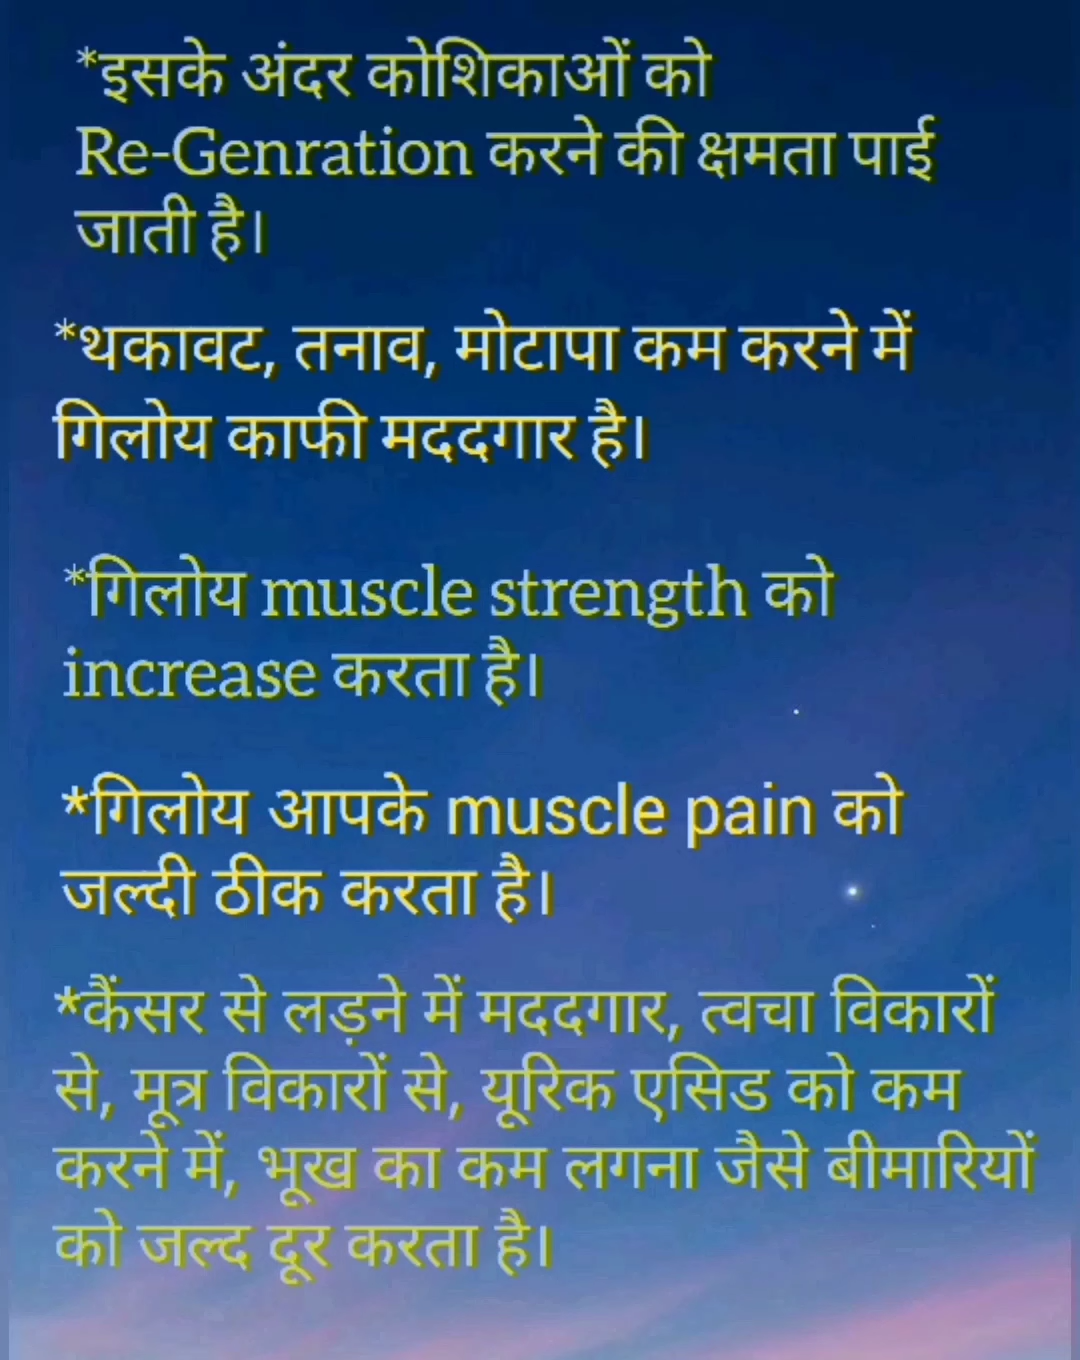 *इसके अंदर कोशिकाओं को
Re-Genration करने की क्षमता पाई
जाती है।
*थकावट, तनाव, मोटापा कम करने में
गिलोय काफी मददगार है।
*गिलोय muscle strength को
increase करता है।
*गिलोय आपके muscle pain को
जल्दी ठीक करता है।
*कैंसर से लड़ने में मददगार, त्वचा विकारों
से, मूत्र विकारों से, यूरिक एसिड को कम
करने में, भूख का कम लगना जैसे बीमारियों
को जल्द दूर करता है।